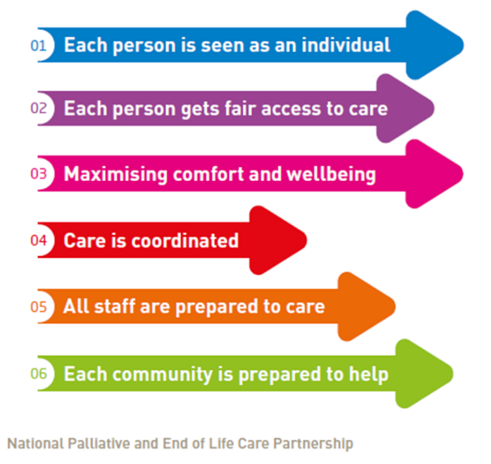 01 Each person is seen as an individual
02 Each person gets fair access to care
03 Maximising comfort and wellbeing
04 Care is coordinated
05 All staff are prepared to care
06 Each community is prepared to help
National Palliative and End of Life Care Partnership